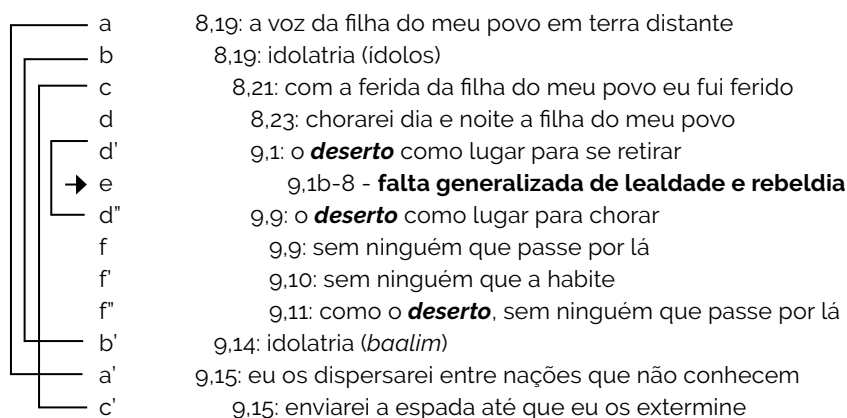 a 8,19: a voz da filha do meu povo em terra distante
b 8,19: idolatria (ídolos)
c 8,21: com a ferida da filha do meu povo eu fui ferido
d 8,23: chorarei dia e noite a filha do meu povo
d' 9,1: o deserto como lugar para se retirar
e 9,1b-8 - falta generalizada de lealdade e rebeldia
d" 9,9: o deserto como lugar para chorar
f 9,9: sem ninguém que passe por lá
f' 9,10: sem ninguém que a habite
f" 9,11: como o deserto, sem ninguém que passe por lá
b' 9,14: idolatria (baalim)
a' 9,15: eu os dispersarei entre nações que não conhecem
c' 9,15: enviarei a espada até que eu os extermine